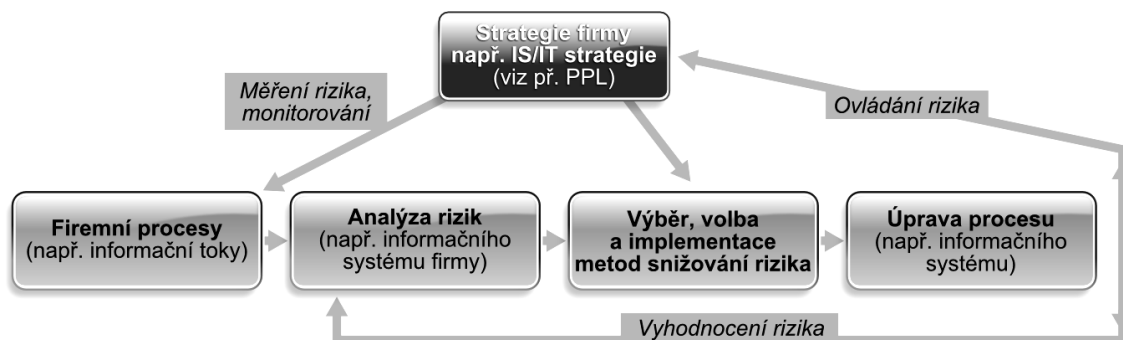 Strategie firmy
např. IS/IT strategie
(viz př. PPL)
Měření rizika,
monitorování
Ovládání rizika
Firemní procesy
(např. informační toky)
Analýza rizik
(např. informačního
systému firmy)
Výběr, volba
a implementace
metod snižování rizika
Úprava procesu
(např. informačního
systému)
Vyhodnocení rizika